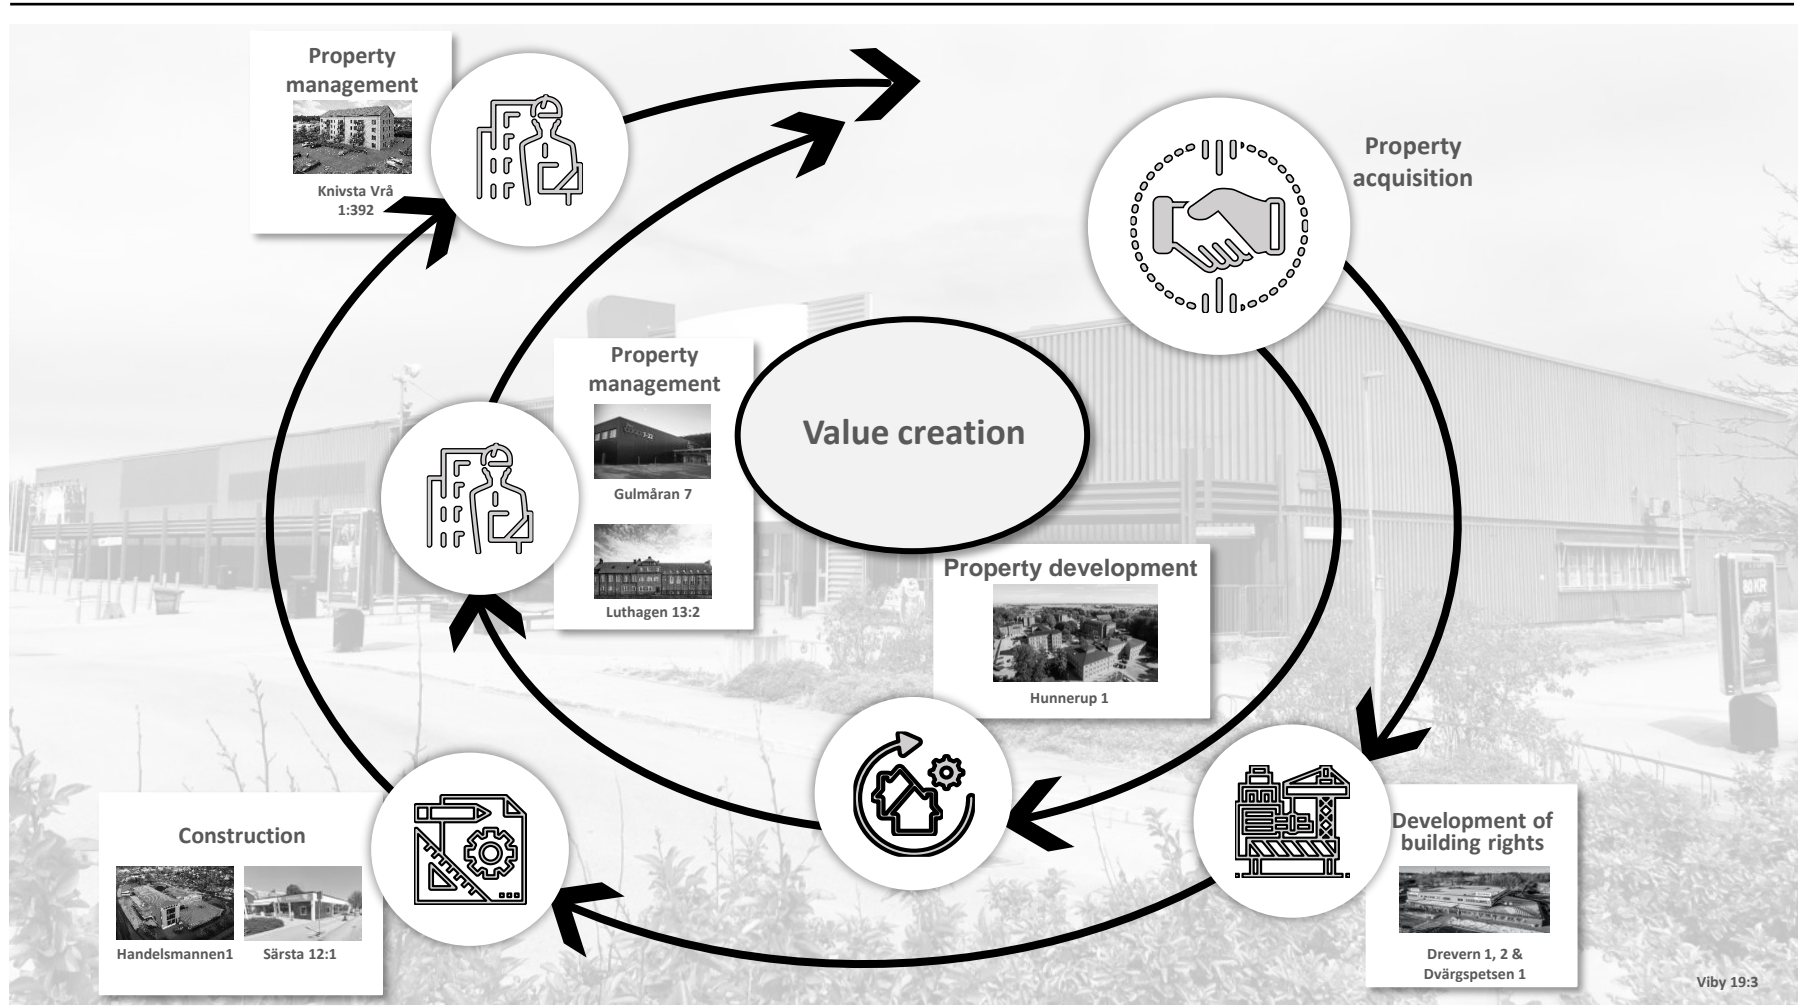 Property
management
Knivsta Vrå
1:392
Property
acquisition
Property
management
Gulmåran 7
Luthagen 13:2
Value creation
Property development
Hunnerup 1
Construction
Handelsmannen1
Särsta 12:1
Development of
building rights
Drevern 1, 2 &
Dvärgspetsen 1
80 KR
Viby 19:3